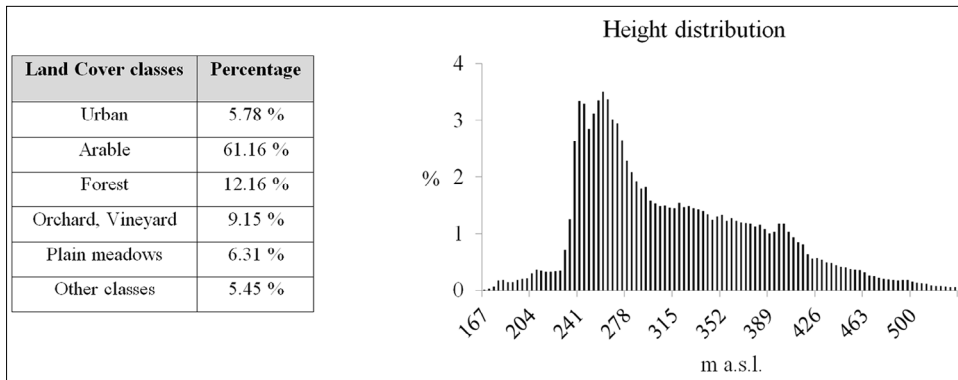 Land Cover classes Percentage
Urban 5.78 %
Arable 61.16 %
Forest 12.16 %
Orchard, Vineyard 9.15 %
Plain meadows 6.31 %
Other classes 5.45 %
Height distribution
4
3
% 2
1
0
167 204 241 278 315 352 389 426 463 500
m a.s.l.